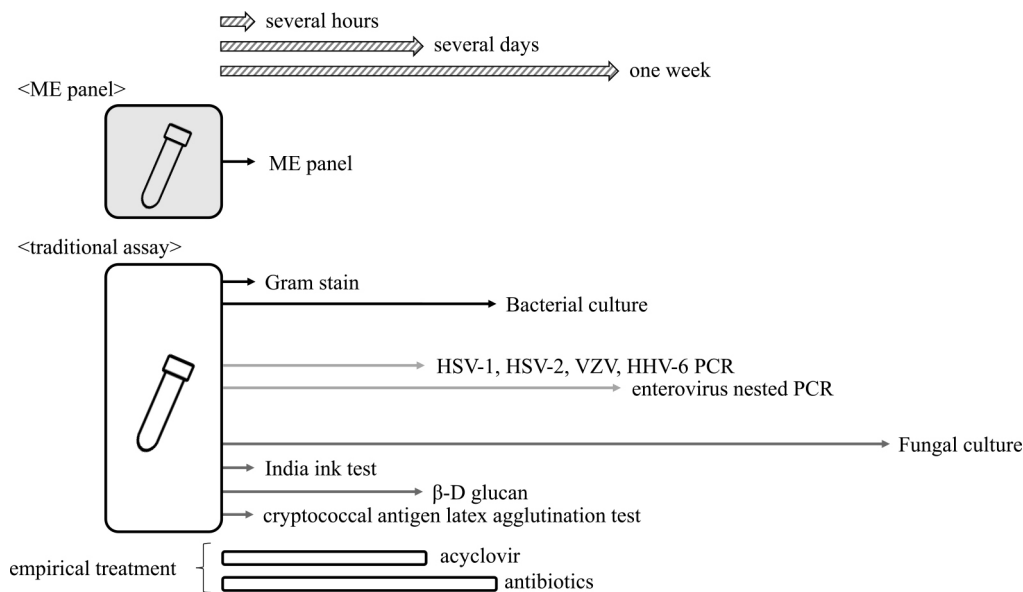 several hours
several days
one week
<ME panel>
ME panel
<traditional assay>
Gram stain
Bacterial culture
HSV-1, HSV-2, VZV, HHV-6 PCR
enterovirus nested PCR
Fungal culture
India ink test
β-D glucan
cryptococcal antigen latex agglutination test
empirical treatment
acyclovir
antibiotics